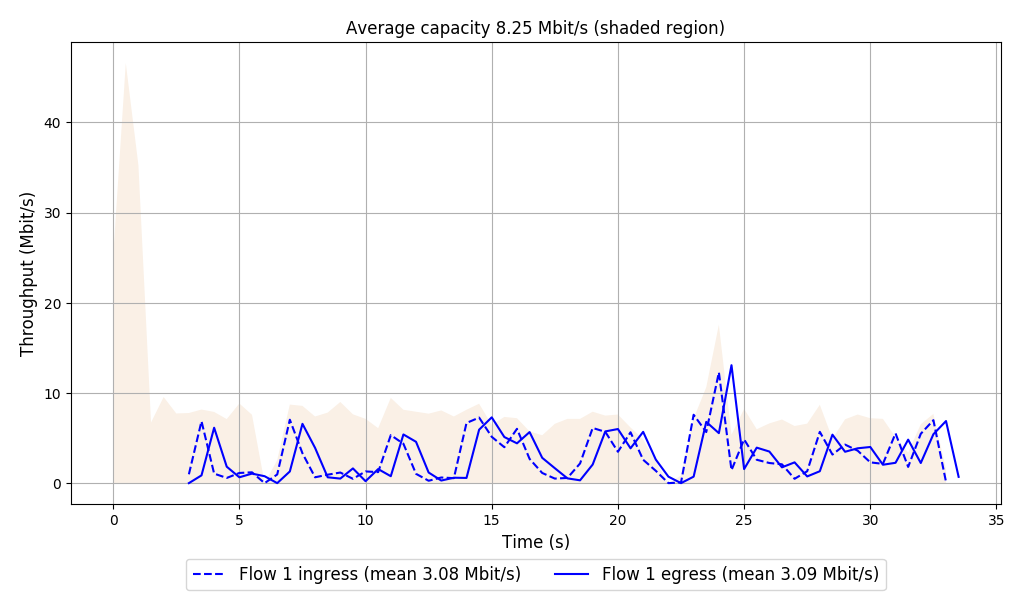 Average capacity 8.25 Mbit/s (shaded region)
Throughput (Mbit/s)
40
30
20
10
0
0 5 10 15 20 25 30 35
Time (s)
Flow 1 ingress (mean 3.08 Mbit/s) Flow 1 egress (mean 3.09 Mbit/s)